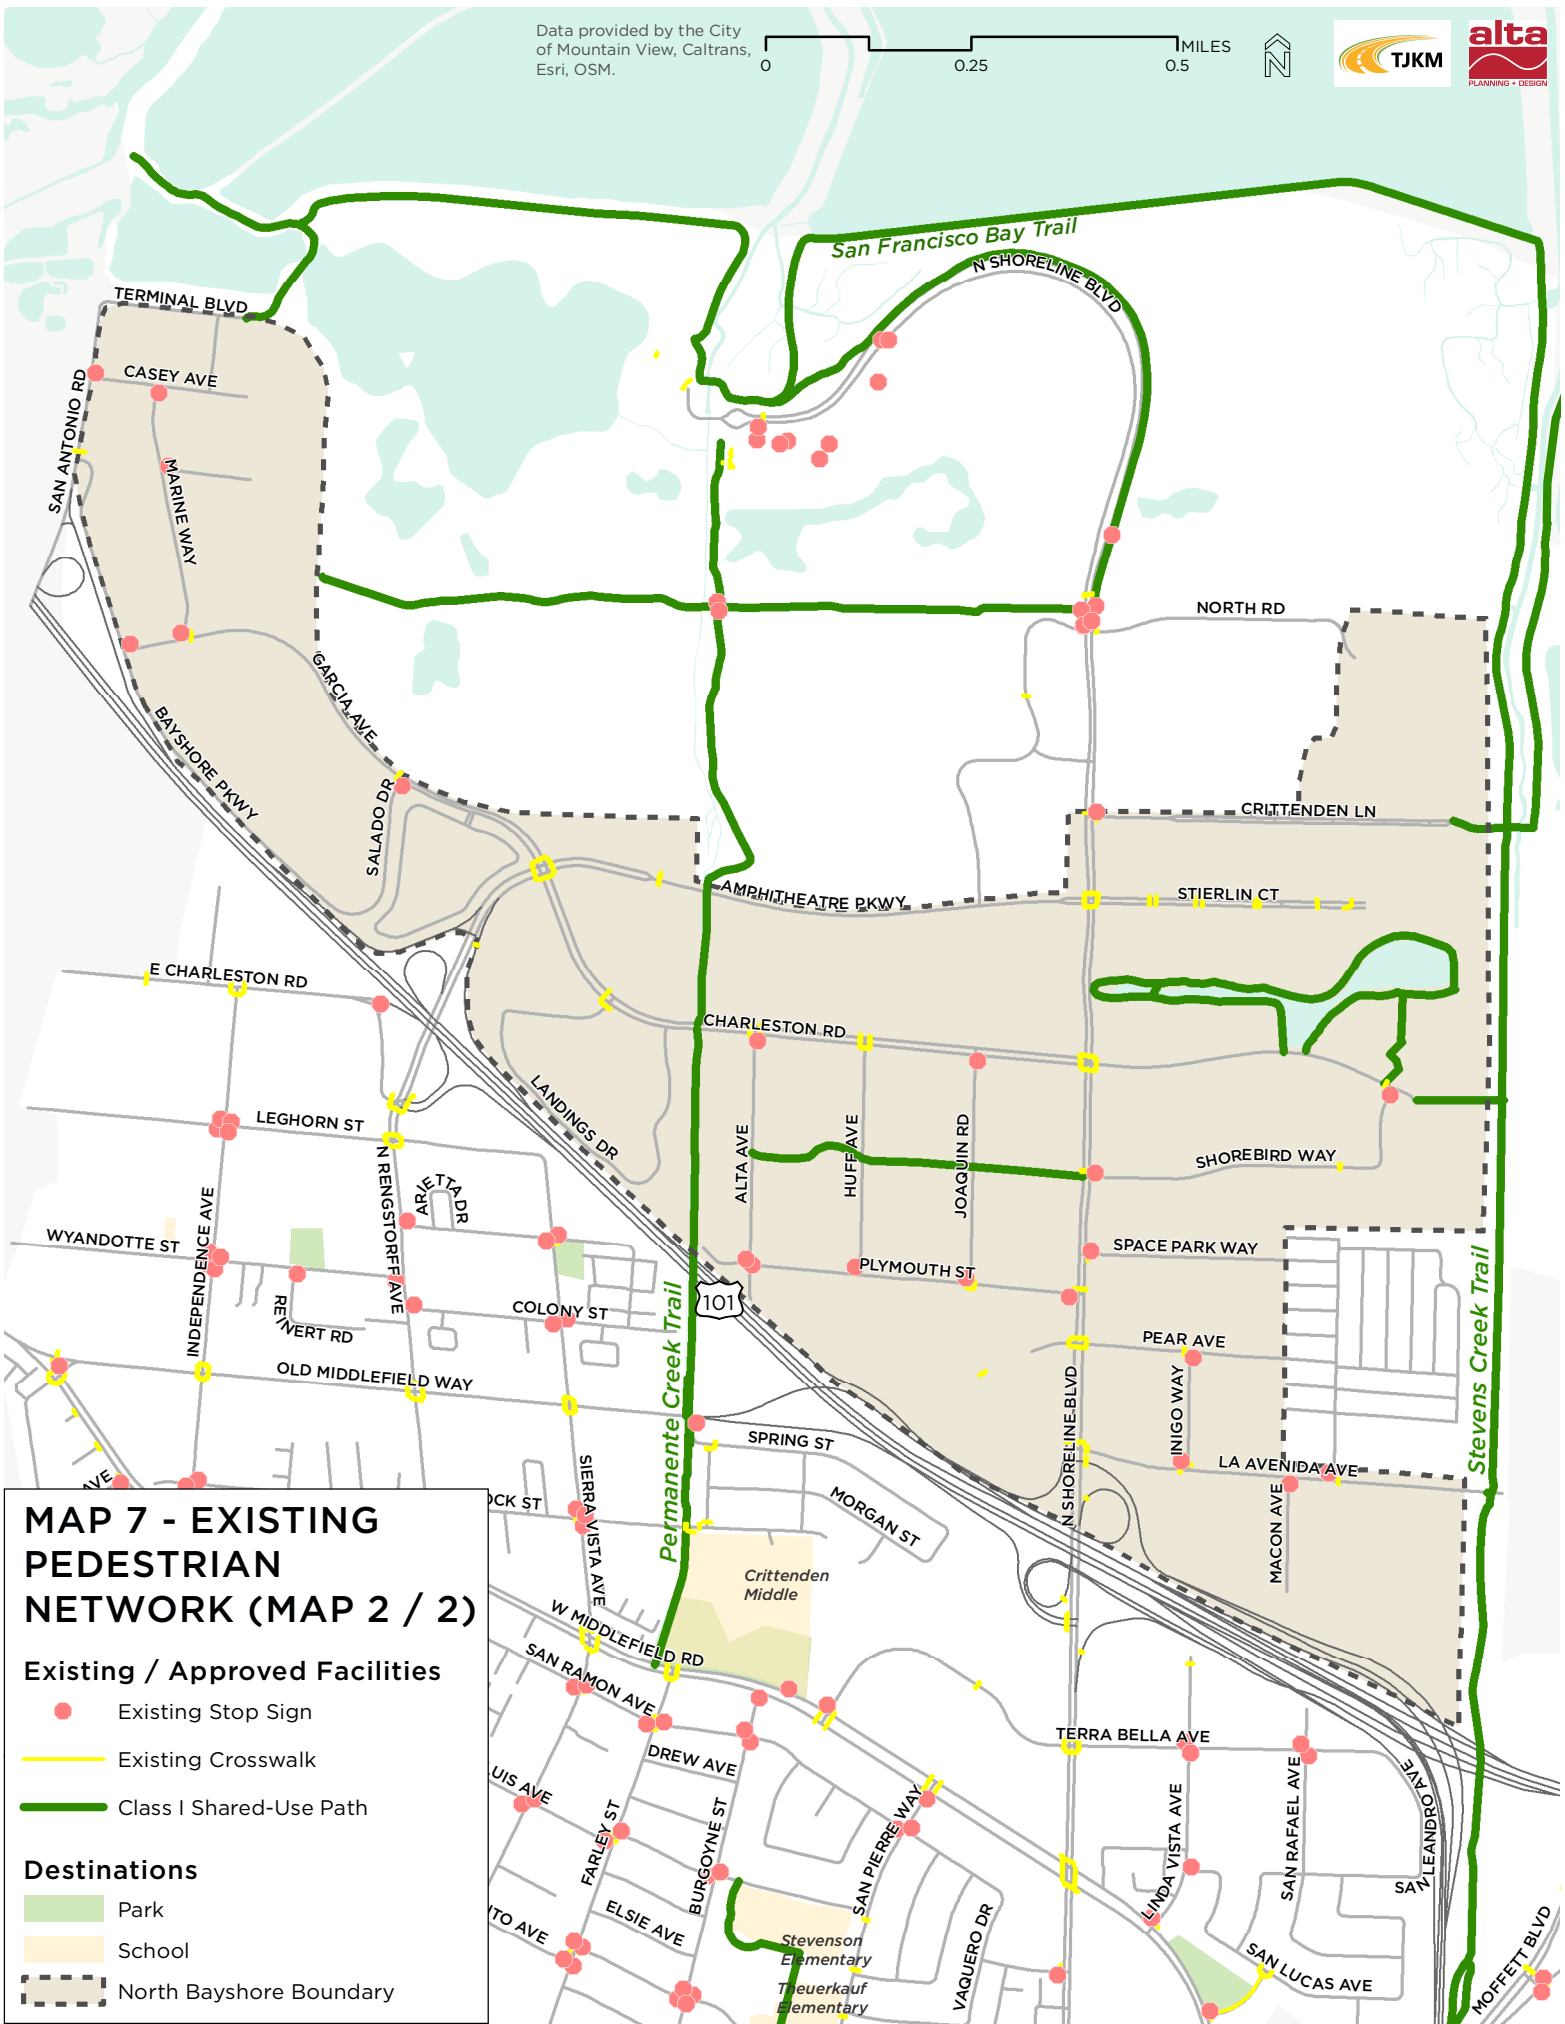 Data provided by the City
of Mountain View, Caltrans,
Esri, OSM.
0
0.25
0.5
MILES
N
TJKM
alta
PLANNING + DESIGN
San Francisco Bay Trail
N SHORELINE BLVD
TERMINAL BLVD
CASEY AVE
SAN ANTONIO RD
MARINE WAY
NORTH RD
GARCIA AVE
BAYSHORE PKWY
SALADO DR
CRITTENDEN LN
AMPHITHEATRE PKWY
STIERLIN CT
E CHARLESTON RD
CHARLESTON RD
LANDINGS DR
LEGHORN ST
N RENGSTORFF AVE
ARIETTA DR
ALTA AVE
HUFF AVE
JOAQUIN RD
SHOREBIRD WAY
WYANDOTTE ST
INDEPENDENCE AVE
SPACE PARK WAY
PLYMOUTH ST
REINERT RD
COLONY ST
101
Permanente Creek Trail
Stevens Creek Trail
PEAR AVE
INIGO WAY
OLD MIDDLEFIELD WAY
N SHORELINE BLVD
SPRING ST
LA AVENIDA AVE
MACON AVE
SIERRA VISTA AVE
MORGAN ST
AVE
OCK ST
Crittenden
Middle
W MIDDLEFIELD RD
SAN RAMON AVE
DREW AVE
TERRA BELLA AVE
UIS AVE
FARLEY ST
BURGOYNE ST
SAN PIERRE WAY
LINDA VISTA AVE
SAN RAFAEL AVE
SAN LEANDRO AVE
ITO AVE
ELSIE AVE
VAQUERO DR
SAN LUCAS AVE
MOFFETT BLVD
Stevenson
Elementary
Theuerkauf
Elementary
MAP 7 - EXISTING
PEDESTRIAN
NETWORK (MAP 2 / 2)
Existing / Approved Facilities
Existing Stop Sign
Existing Crosswalk
Class I Shared-Use Path
Destinations
Park
School
North Bayshore Boundary